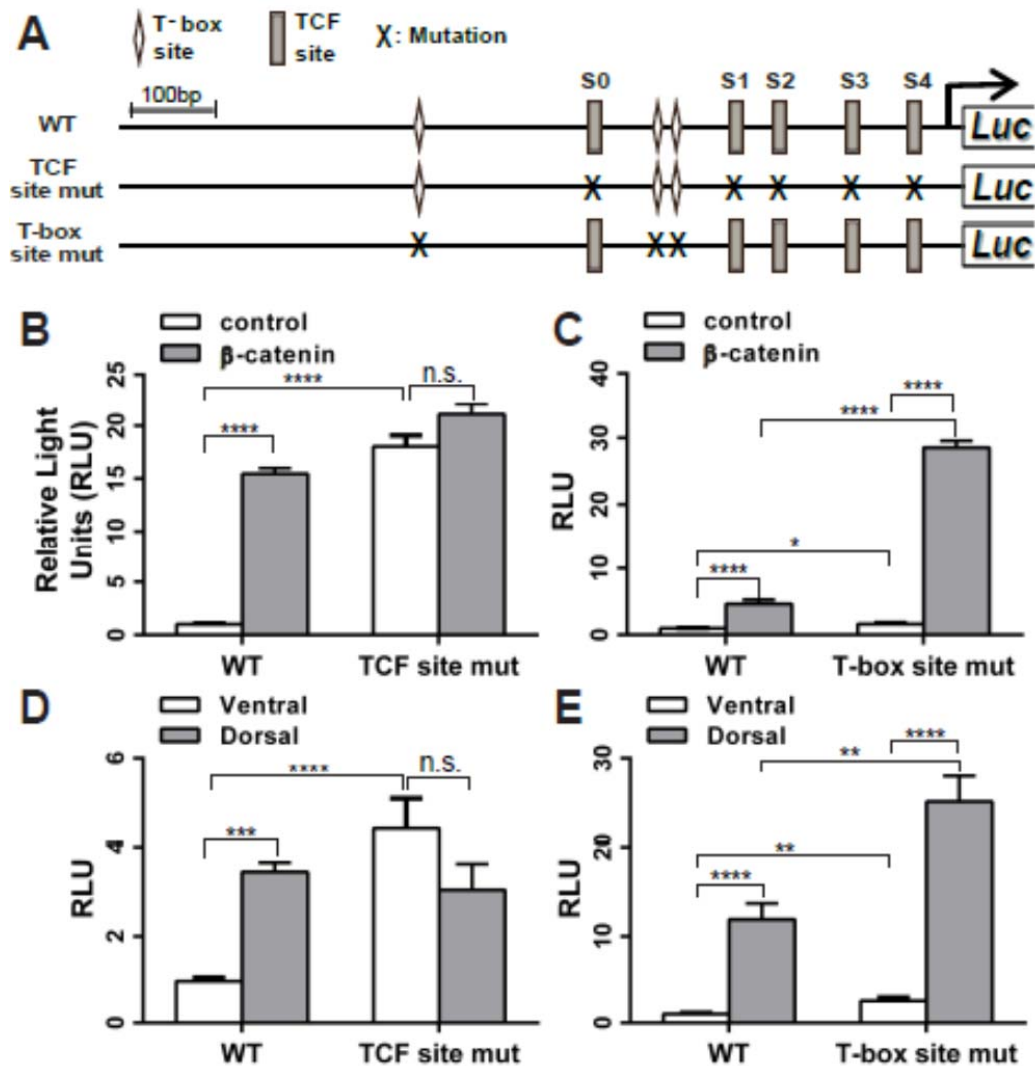 A
T-box site
TCF site
X: Mutation
100bp
S0 S1 S2 S3 S4
WT
Luc
TCF site mut
X X X X X
Luc
T-box site mut
X X X
Luc
B
control
β-catenin
Relative Light Units (RLU)
25
20
15
10
5
0
****
****
n.s.
WT
TCF site mut
C
control
β-catenin
RLU
40
30
20
10
0
****
****
*
****
WT
T-box site mut
D
Ventral
Dorsal
RLU
6
4
2
0
****
n.s.
***
WT
TCF site mut
E
Ventral
Dorsal
RLU
30
20
10
0
****
**
**
****
WT
T-box site mut